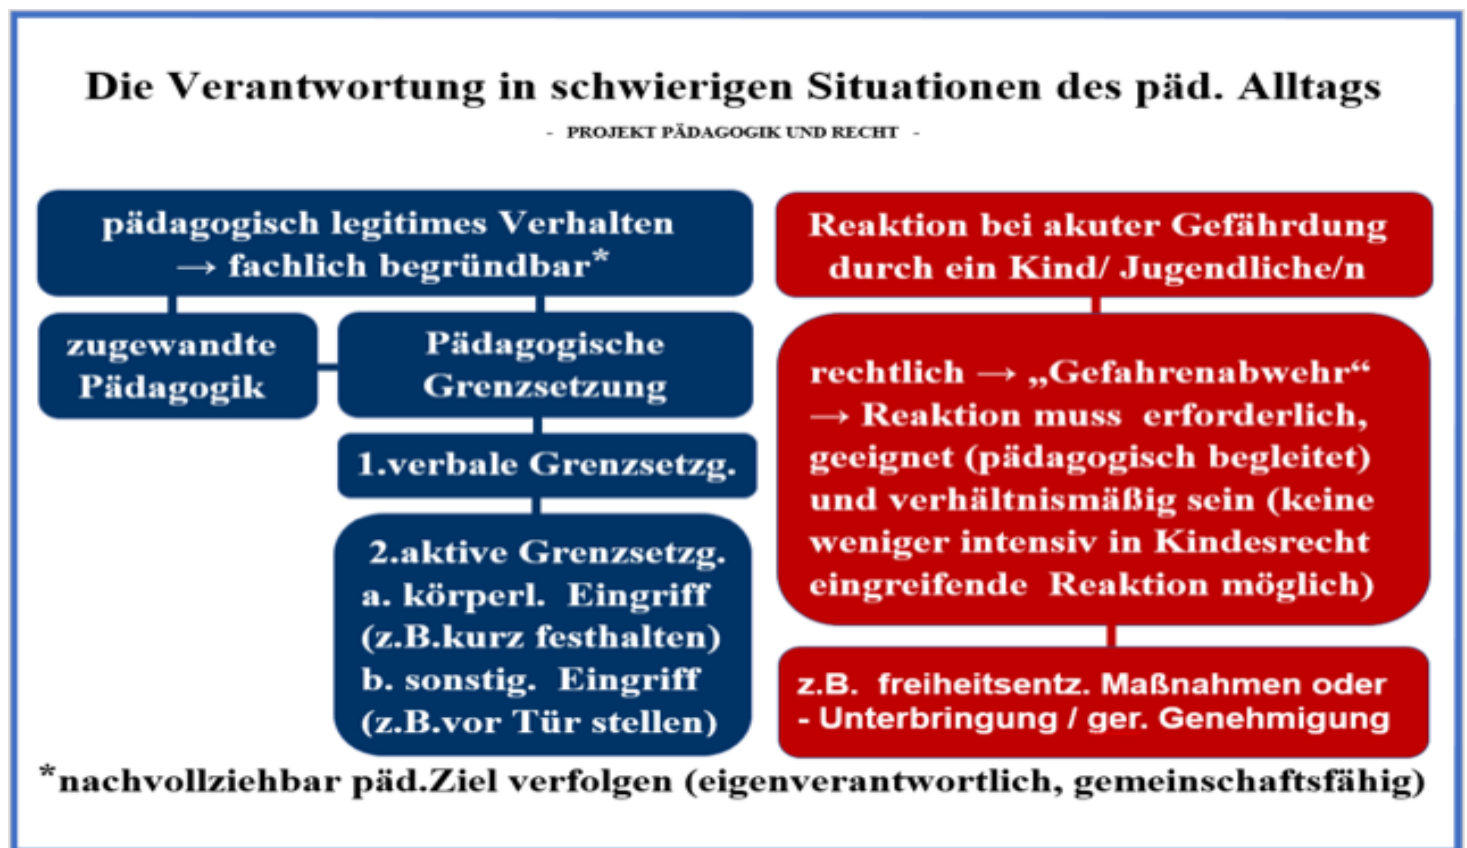 Die Verantwortung in schwierigen Situationen des päd. Alltags
- PROJEKT PÄDAGOGIK UND RECHT -
pädagogisch legitimes Verhalten
→ fachlich begründbar*
zugewandte
Pädagogik
Pädagogische
Grenzsetzung
1.verbale Grenzsetzg.
2.aktive Grenzsetzg.
a. körperl. Eingriff
(z.B.kurz festhalten)
b. sonstig. Eingriff
(z.B.vor Tür stellen)
Reaktion bei akuter Gefährdung
durch ein Kind/ Jugendliche/n
rechtlich → „Gefahrenabwehr“
→ Reaktion muss erforderlich,
geeignet (pädagogisch begleitet)
und verhältnismäßig sein (keine
weniger intensiv in Kindesrecht
eingreifende Reaktion möglich)
z.B. freiheitsentz. Maßnahmen oder
- Unterbringung / ger. Genehmigung
*nachvollziehbar päd.Ziel verfolgen (eigenverantwortlich, gemeinschaftsfähig)